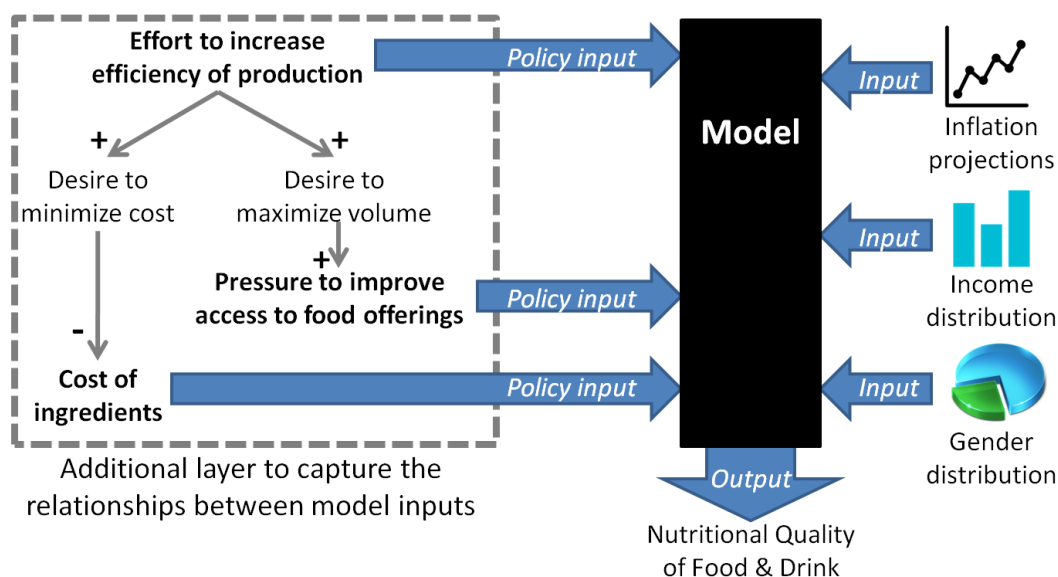 Effort to increase
efficiency of production
+
+
Desire to
minimize cost
Desire to
maximize volume
+
Pressure to improve
access to food offerings
-
Cost of
ingredients
Additional layer to capture the
relationships between model inputs
Policy input
Policy input
Policy input
Model
Input
Inflation
projections
Input
Income
distribution
Input
Gender
distribution
Output
Nutritional Quality
of Food & Drink